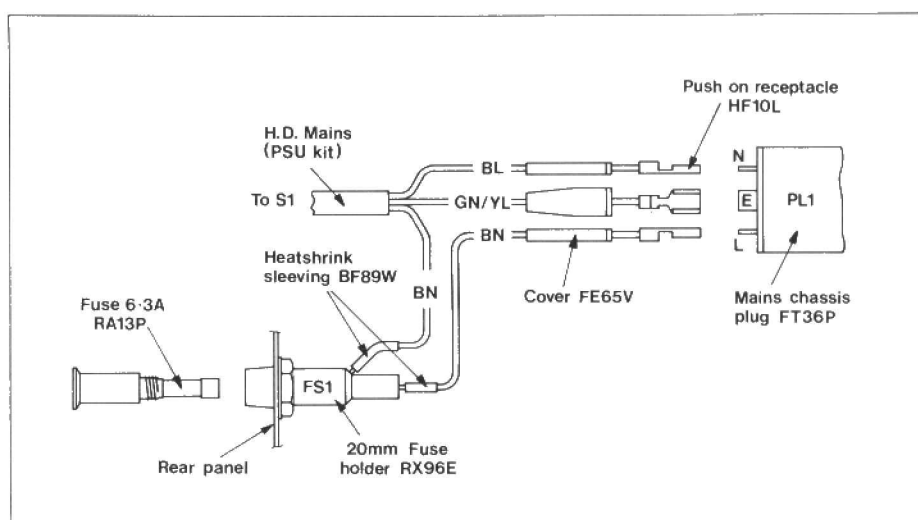 Push on receptacle
HF10L
H.D. Mains
(PSU kit)
To S1
BL
GN/YL
BN
N
E
L
PL1
Heatshrink
sleeving BF89W
BN
Cover FE65V
Mains chassis
plug FT36P
Fuse 6·3A
RA13P
FS1
Rear panel
20mm Fuse
holder RX96E